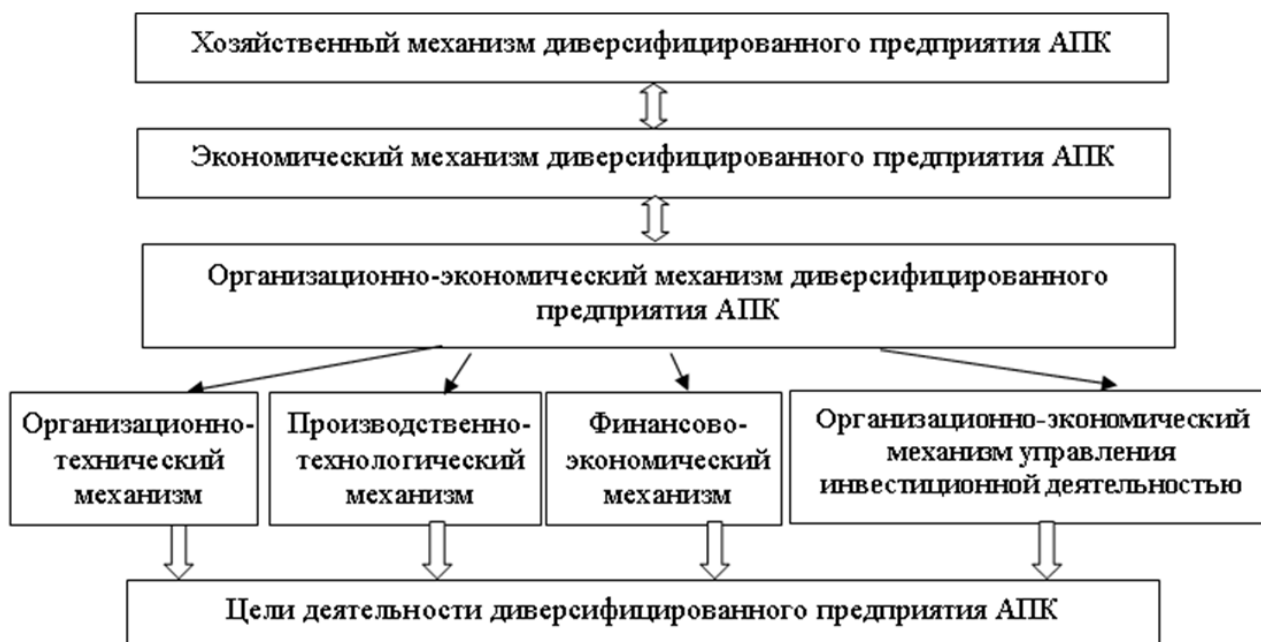 Хозяйственный механизм диверсифицированного предприятия АПК
Экономический механизм диверсифицированного предприятия АПК
Организационно-экономический механизм диверсифицированного
предприятия АПК
Организационно-
технический
механизм
Производственно-
технологический
механизм
Финансово-
экономический
механизм
Организационно-экономический
механизм управления
инвестиционной деятельностью
Цели деятельности диверсифицированного предприятия АПК